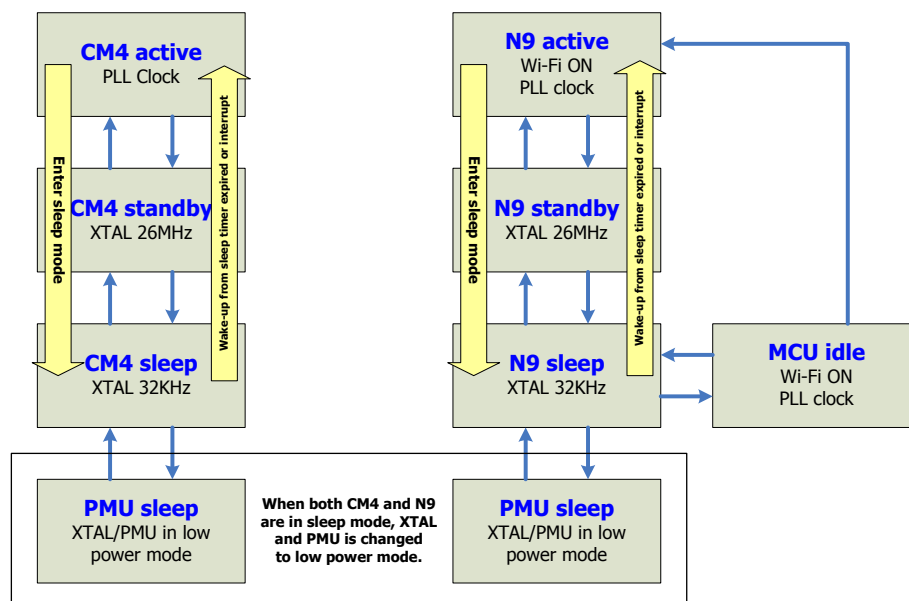 CM4 active
PLL Clock
Enter sleep mode
Wake-up from sleep timer expired or interrupt
CM4 standby
XTAL 26MHz
CM4 sleep
XTAL 32KHz
PMU sleep
XTAL/PMU in low
power mode
When both CM4 and N9
are in sleep mode, XTAL
and PMU is changed
to low power mode.
N9 active
Wi-Fi ON
PLL clock
Enter sleep mode
Wake-up from sleep timer expired or interrupt
N9 standby
XTAL 26MHz
N9 sleep
XTAL 32KHz
MCU idle
Wi-Fi ON
PLL clock
PMU sleep
XTAL/PMU in low
power mode